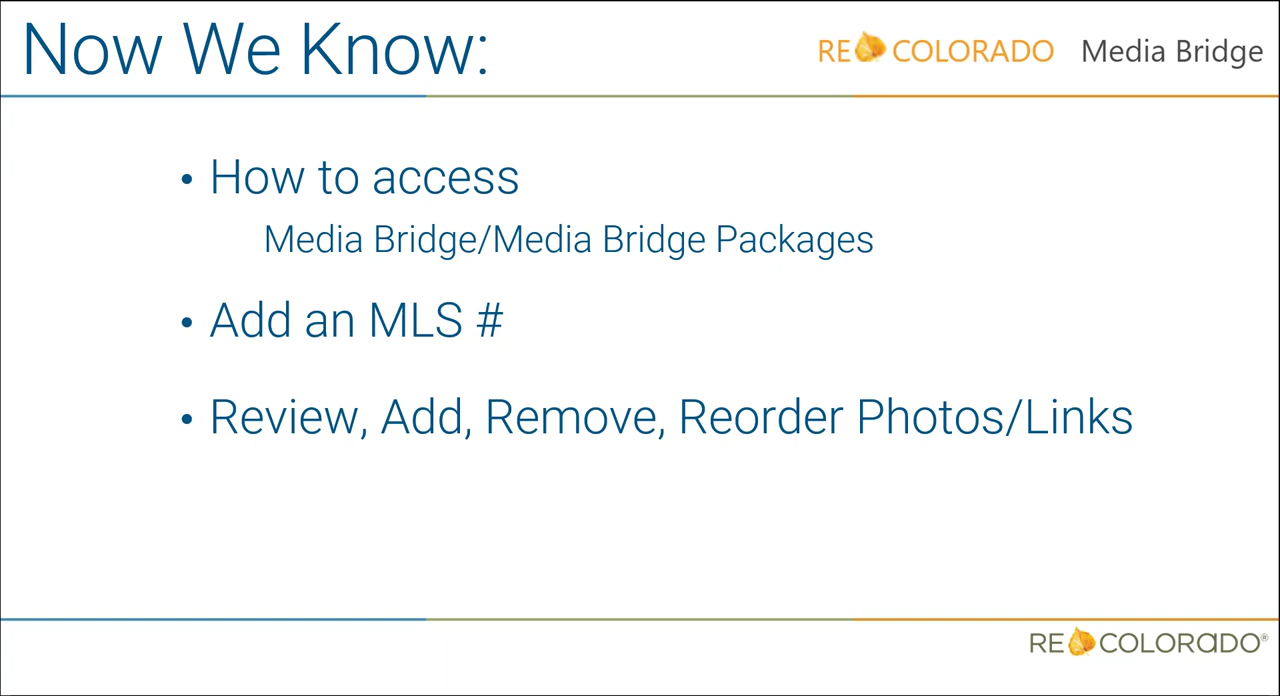 Now We Know:
RE COLORADO Media Bridge
• How to access
Media Bridge/Media Bridge Packages
• Add an MLS #
• Review, Add, Remove, Reorder Photos/Links
RE COLORADO®